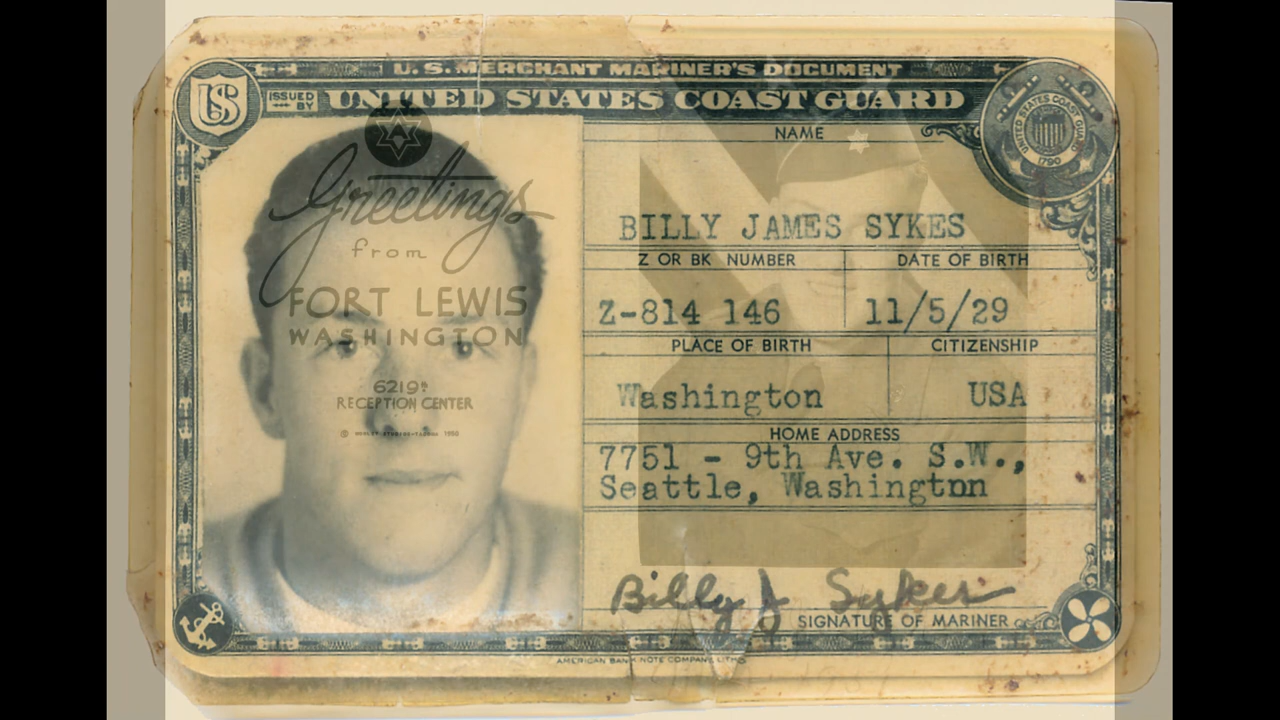 U.S. MERCHANT MARINER'S DOCUMENT
US
ISSUED BY
UNITED STATES COAST GUARD
UNITED STATES COAST GUARD
1790
NAME
BILLY JAMES SYKES
Z OR BK NUMBER
DATE OF BIRTH
Z-814 146
11/5/29
PLACE OF BIRTH
CITIZENSHIP
Washington
USA
HOME ADDRESS
7751 - 9th Ave. S.W.,
Seattle, Washington
Billy J Sykes
SIGNATURE OF MARINER
AMERICAN BANK NOTE COMPANY, LITHO
Greetings
from
FORT LEWIS
WASHINGTON
6219th
RECEPTION CENTER
1950